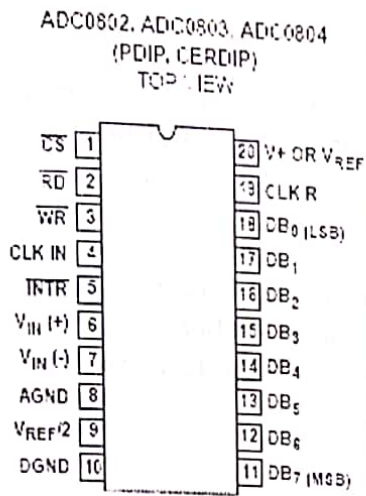 ADC0802, ADC0803, ADC0804
(PDIP, CERDIP)
TOP VIEW
CS 1 20 V+ OR VREF
RD 2 19 CLK R
WR 3 18 DB0 (LSB)
CLK IN 4 17 DB1
INTR 5 16 DB2
VIN (+) 6 15 DB3
VIN (-) 7 14 DB4
AGND 8 13 DB5
VREF/2 9 12 DB6
DGND 10 11 DB7 (MSB)